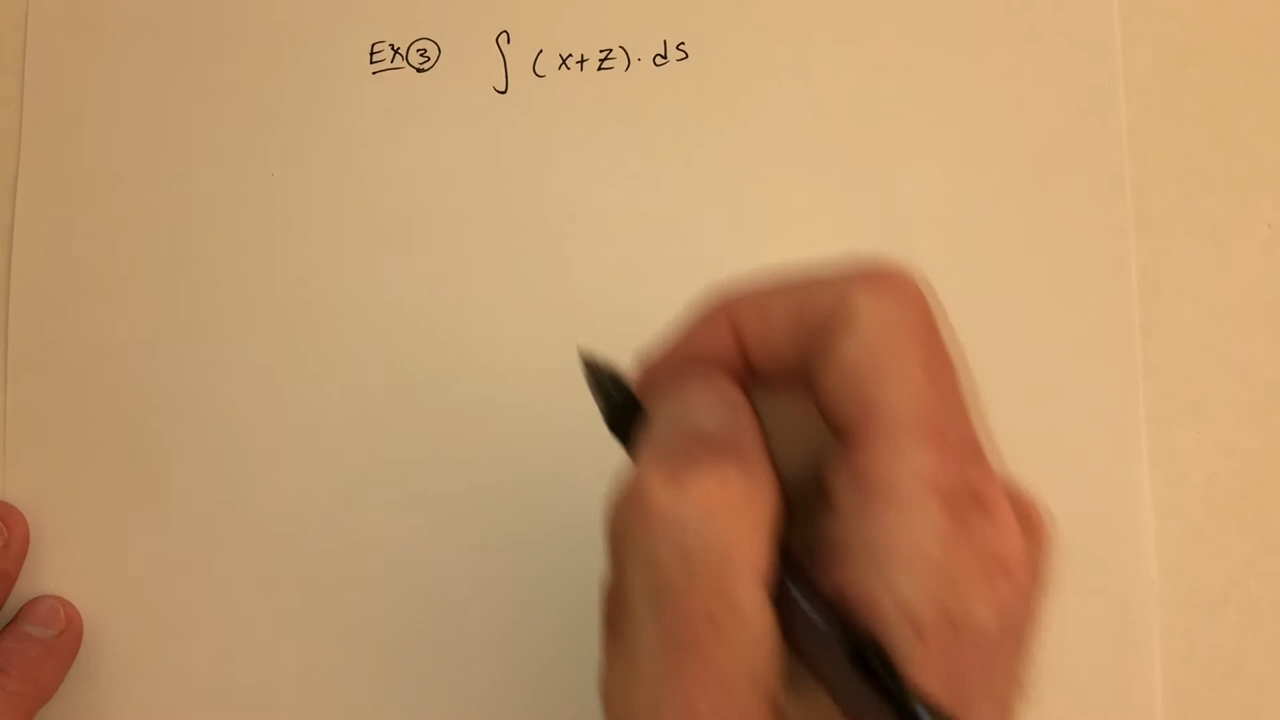 Ex③ ∫ (x+z)· ds